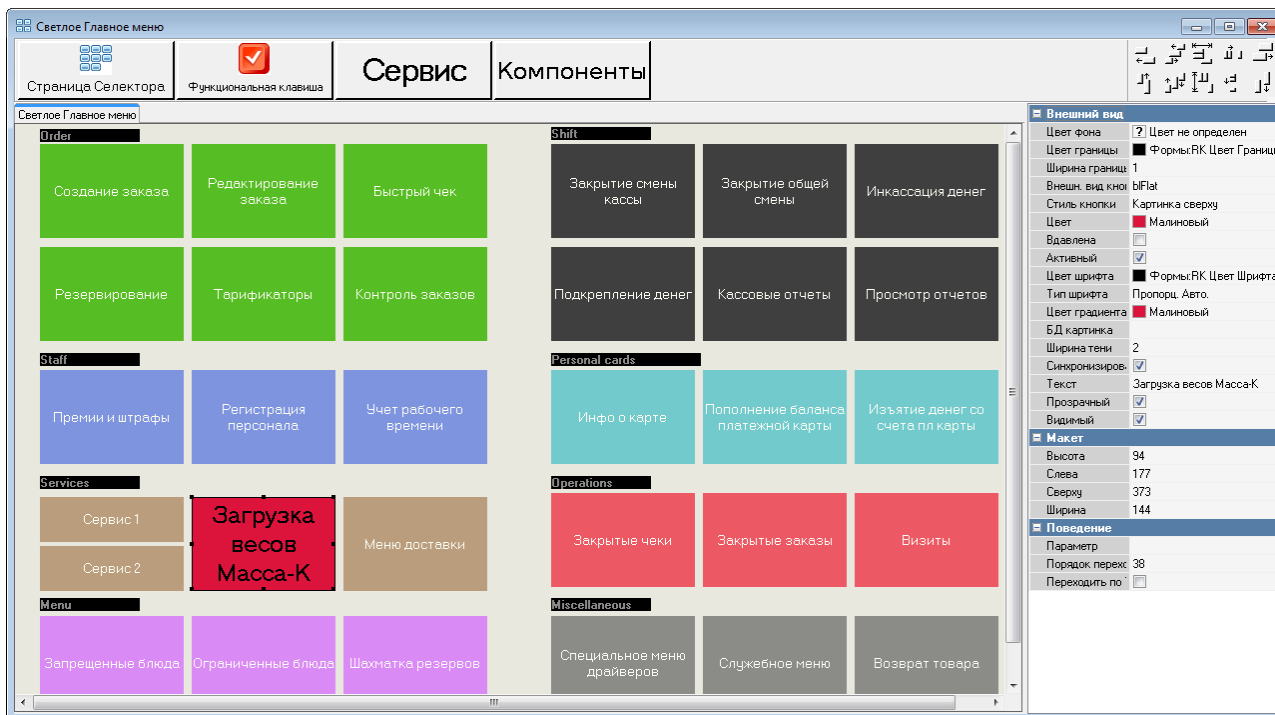 Светлое Главное меню
Страница Селектора
Функциональная клавиша
Сервис
Компоненты
Светлое Главное меню
Order
Создание заказа
Редактирование
заказа
Быстрый чек
Резервирование
Тарификаторы
Контроль заказов
Shift
Закрытие смены
кассы
Закрытие общей
смены
Инкассация денег
Подкрепление денег
Кассовые отчеты
Просмотр отчетов
Staff
Премии и штрафы
Регистрация
персонала
Учет рабочего
времени
Personal cards
Инфо о карте
Пополнение баланса
платежной карты
Изъятие денег со
счета пл карты
Services
Сервис 1
Сервис 2
Загрузка
весов
Масса-К
Меню доставки
Operations
Закрытые чеки
Закрытые заказы
Визиты
Menu
Запрещенные блюда
Ограниченные блюда
Шахматка резервов
Miscellaneous
Специальное меню
драйверов
Служебное меню
Возврат товара
Внешний вид
Цвет фона ? Цвет не определен
Цвет границы Формы:RK Цвет Границы
Ширина границы 1
Внешн. вид кно blFlat
Стиль кнопки Картинка сверху
Цвет Малиновый
Вдавлена
Активный
Цвет шрифта Формы:RK Цвет Шрифта
Тип шрифта Пропорц. Авто.
Цвет градиента Малиновый
БД картинка
Ширина тени 2
Синхронизиров
Текст Загрузка весов Масса-К
Прозрачный
Видимый
Макет
Высота 94
Слева 177
Сверху 373
Ширина 144
Поведение
Параметр
Порядок перехо 38
Переходить по